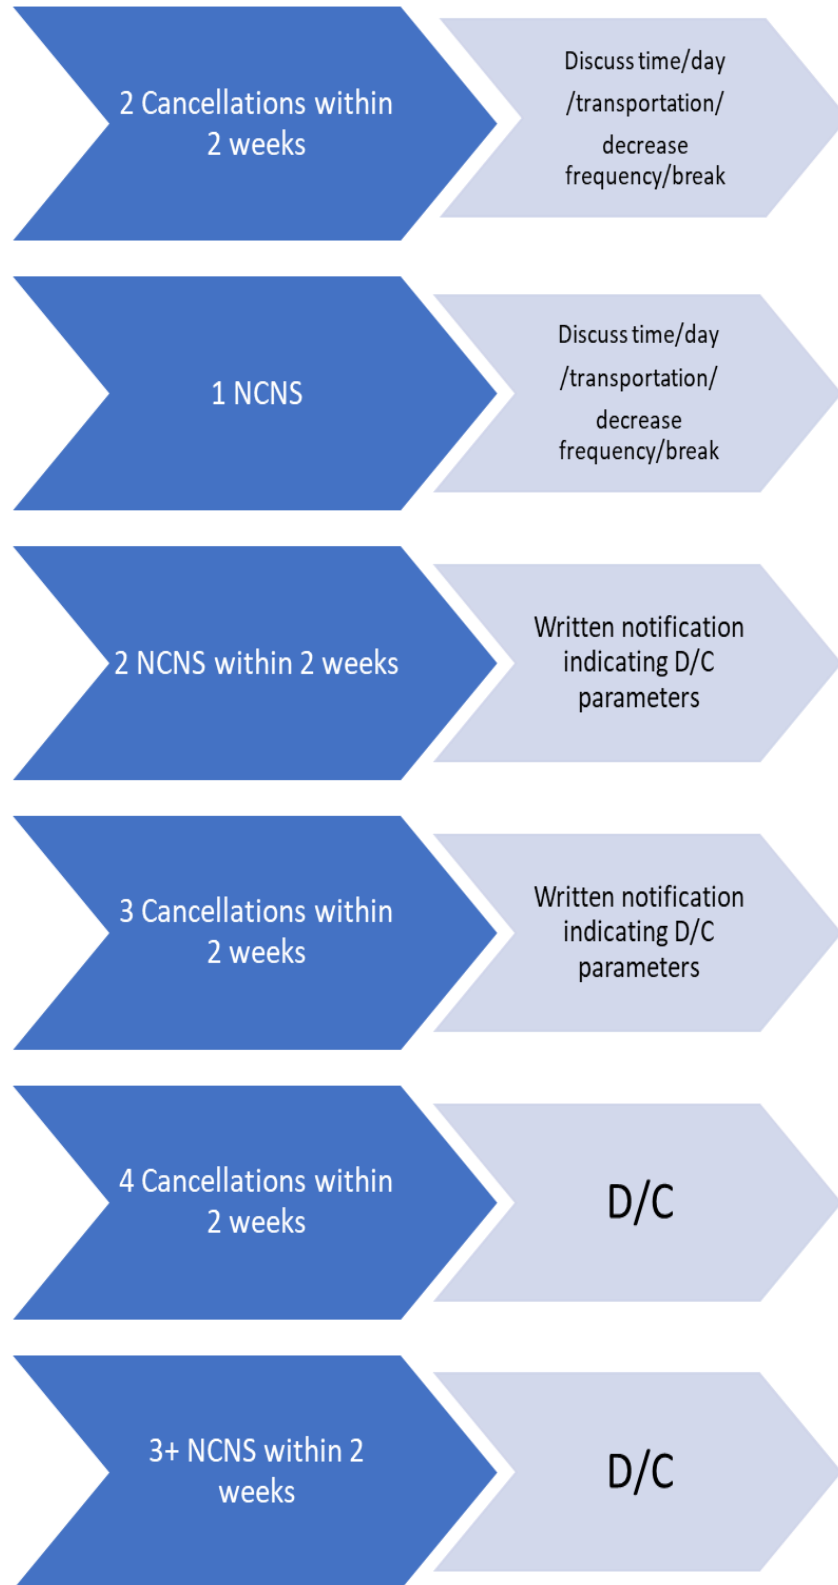 2 Cancellations within
2 weeks
Discuss time/day
/transportation/
decrease
frequency/break
1 NCNS
Discuss time/day
/transportation/
decrease
frequency/break
2 NCNS within 2 weeks
Written notification
indicating D/C
parameters
3 Cancellations within
2 weeks
Written notification
indicating D/C
parameters
4 Cancellations within
2 weeks
D/C
3+ NCNS within 2
weeks
D/C